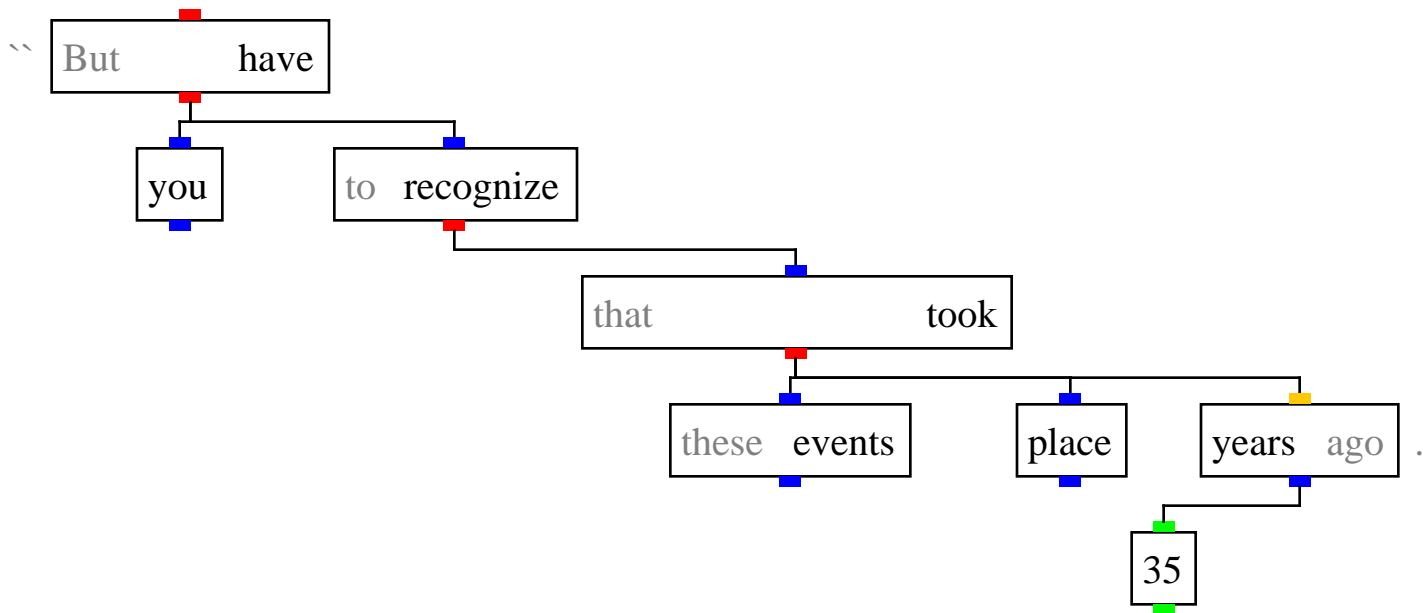 `` But have
you to recognize
that took
these events place years ago .
35